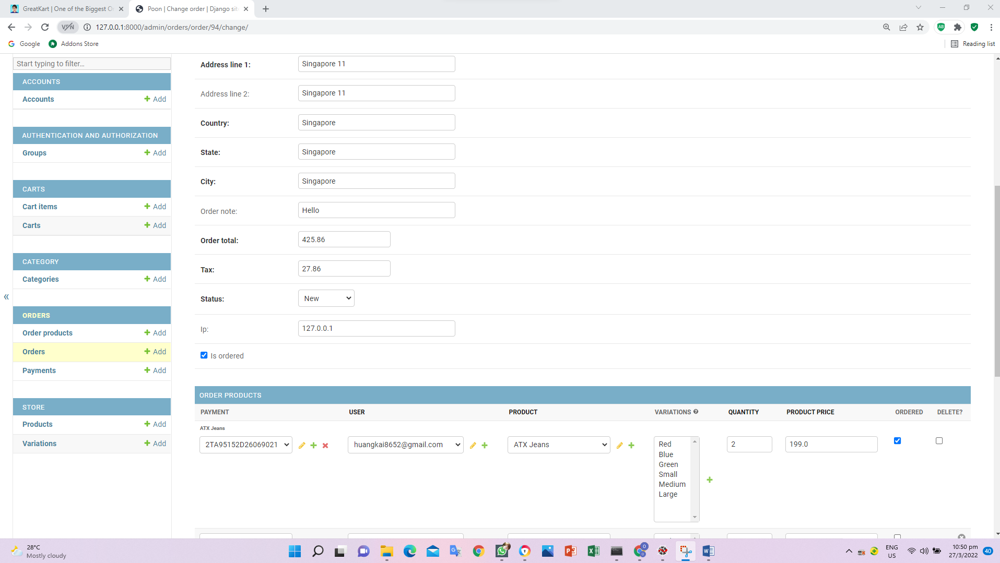 GreatKart | One of the Biggest O
Poon | Change order | Django sit
VPN
127.0.0.1:8000/admin/orders/order/94/change/
Google
Addons Store
Reading list
Start typing to filter...
ACCOUNTS
Accounts Add
AUTHENTICATION AND AUTHORIZATION
Groups Add
CARTS
Cart items Add
Carts Add
CATEGORY
Categories Add
«
ORDERS
Order products Add
Orders Add
Payments Add
STORE
Products Add
Variations Add
Address line 1: Singapore 11
Address line 2: Singapore 11
Country: Singapore
State: Singapore
City: Singapore
Order note: Hello
Order total: 425.86
Tax: 27.86
Status: New
Ip: 127.0.0.1
Is ordered
ORDER PRODUCTS
PAYMENT USER PRODUCT VARIATIONS ? QUANTITY PRODUCT PRICE ORDERED DELETE?
ATX Jeans
2TA95152D26069021 huangkai8652@gmail.com ATX Jeans 2 199.0
Red
Blue
Green
Small
Medium
Large
28°C
Mostly cloudy
ENG
US
10:50 pm
27/3/2022
40